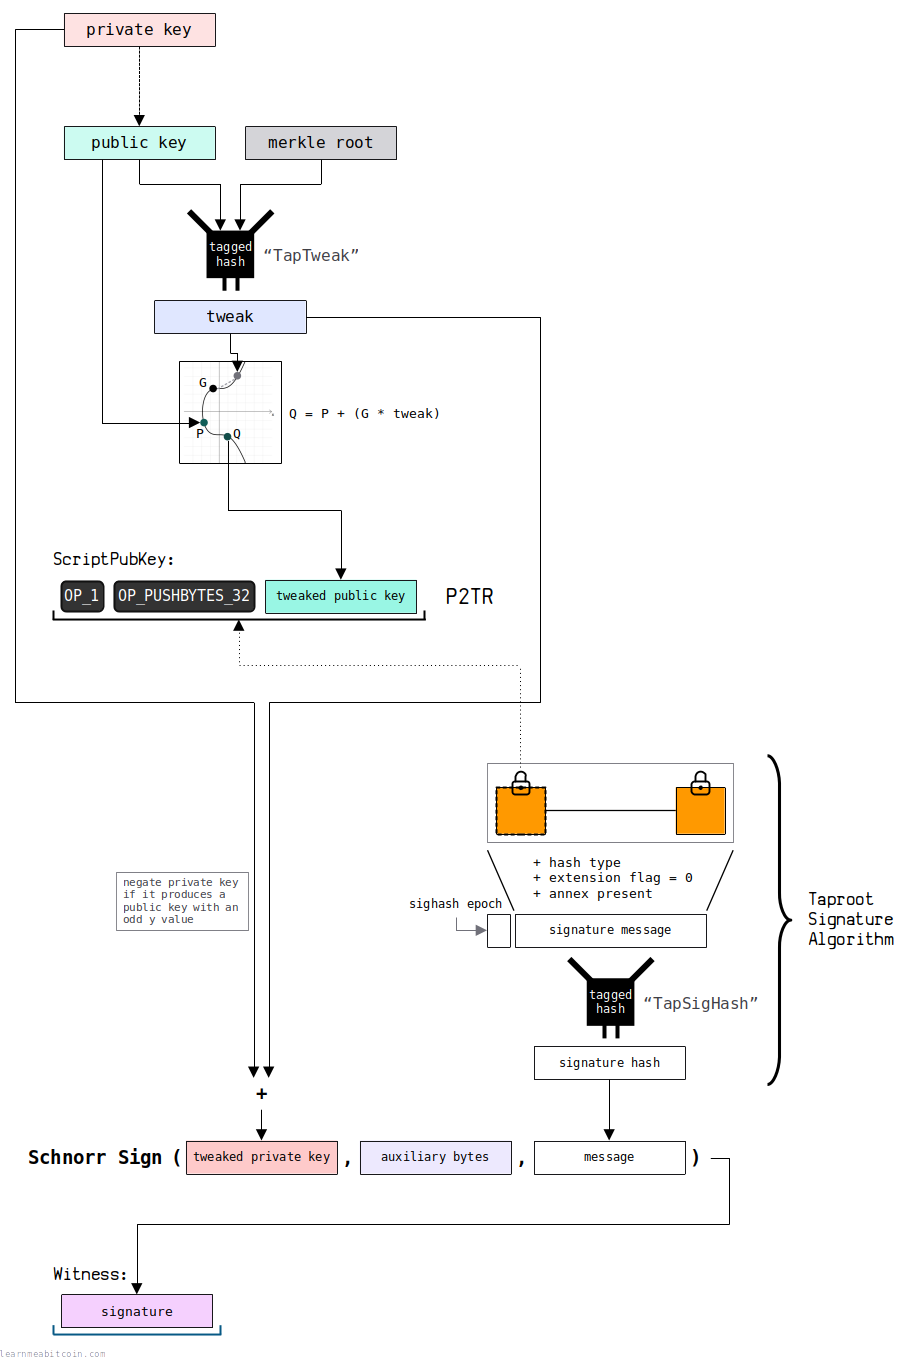 private key
public key
merkle root
tagged
hash
“TapTweak”
tweak
G
P
Q
Q = P + (G * tweak)
ScriptPubKey:
OP_1
OP_PUSHBYTES_32
tweaked public key
P2TR
negate private key
if it produces a
public key with an
odd y value
+ hash type
+ extension flag = 0
+ annex present
sighash epoch
signature message
Taproot
Signature
Algorithm
tagged
hash
“TapSigHash”
signature hash
+
Schnorr Sign ( tweaked private key , auxiliary bytes , message )
Witness:
signature
learnmeabitcoin.com